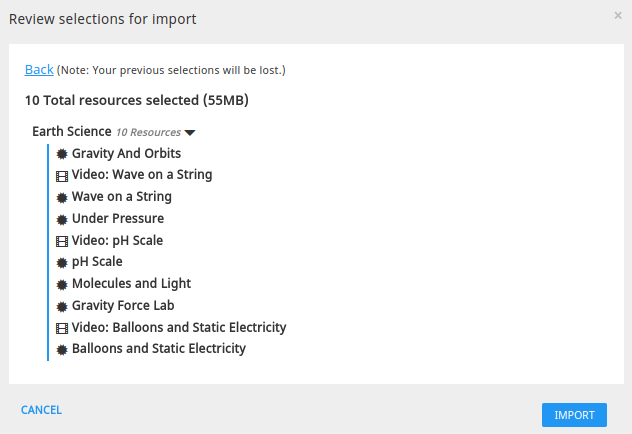 Review selections for import
×
Back (Note: Your previous selections will be lost.)
10 Total resources selected (55MB)
Earth Science 10 Resources
Gravity And Orbits
Video: Wave on a String
Wave on a String
Under Pressure
Video: pH Scale
pH Scale
Molecules and Light
Gravity Force Lab
Video: Balloons and Static Electricity
Balloons and Static Electricity
CANCEL
IMPORT